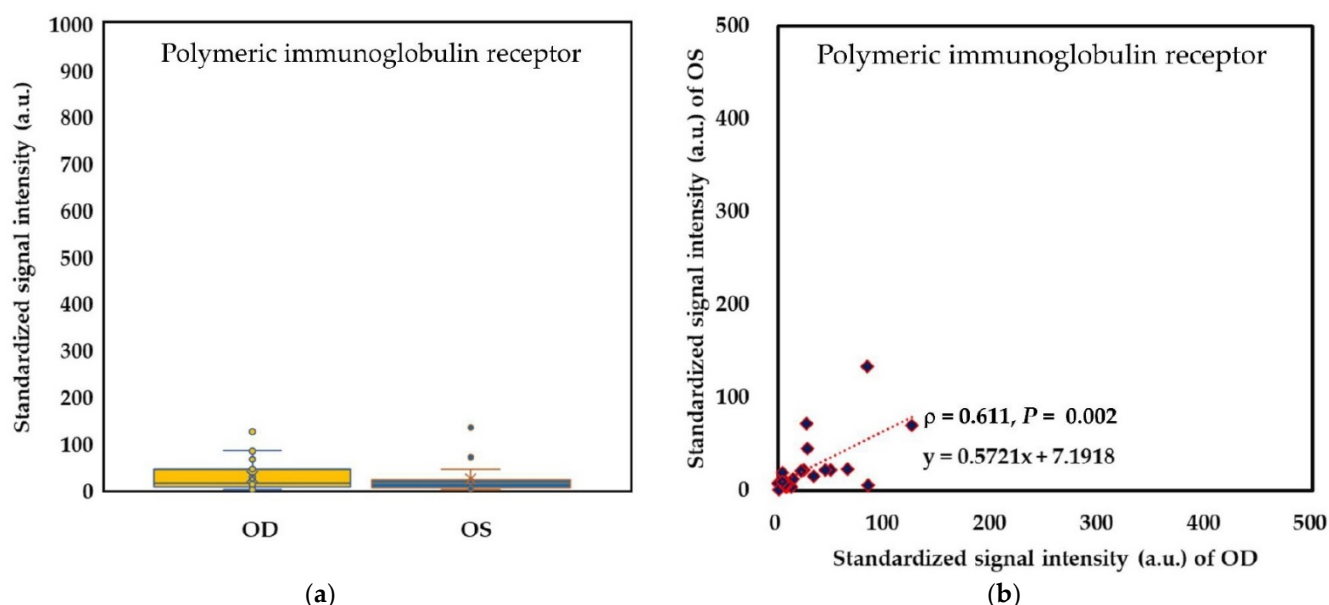 Polymeric immunoglobulin receptor
Standardized signal intensity (a.u.)
1000
900
800
700
600
500
400
300
200
100
0
OD
OS
(a)
Polymeric immunoglobulin receptor
Standardized signal intensity (a.u.) of OS
500
400
300
200
100
0
ρ = 0.611, P = 0.002
y = 0.5721x + 7.1918
0
100
200
300
400
500
Standardized signal intensity (a.u.) of OD
(b)